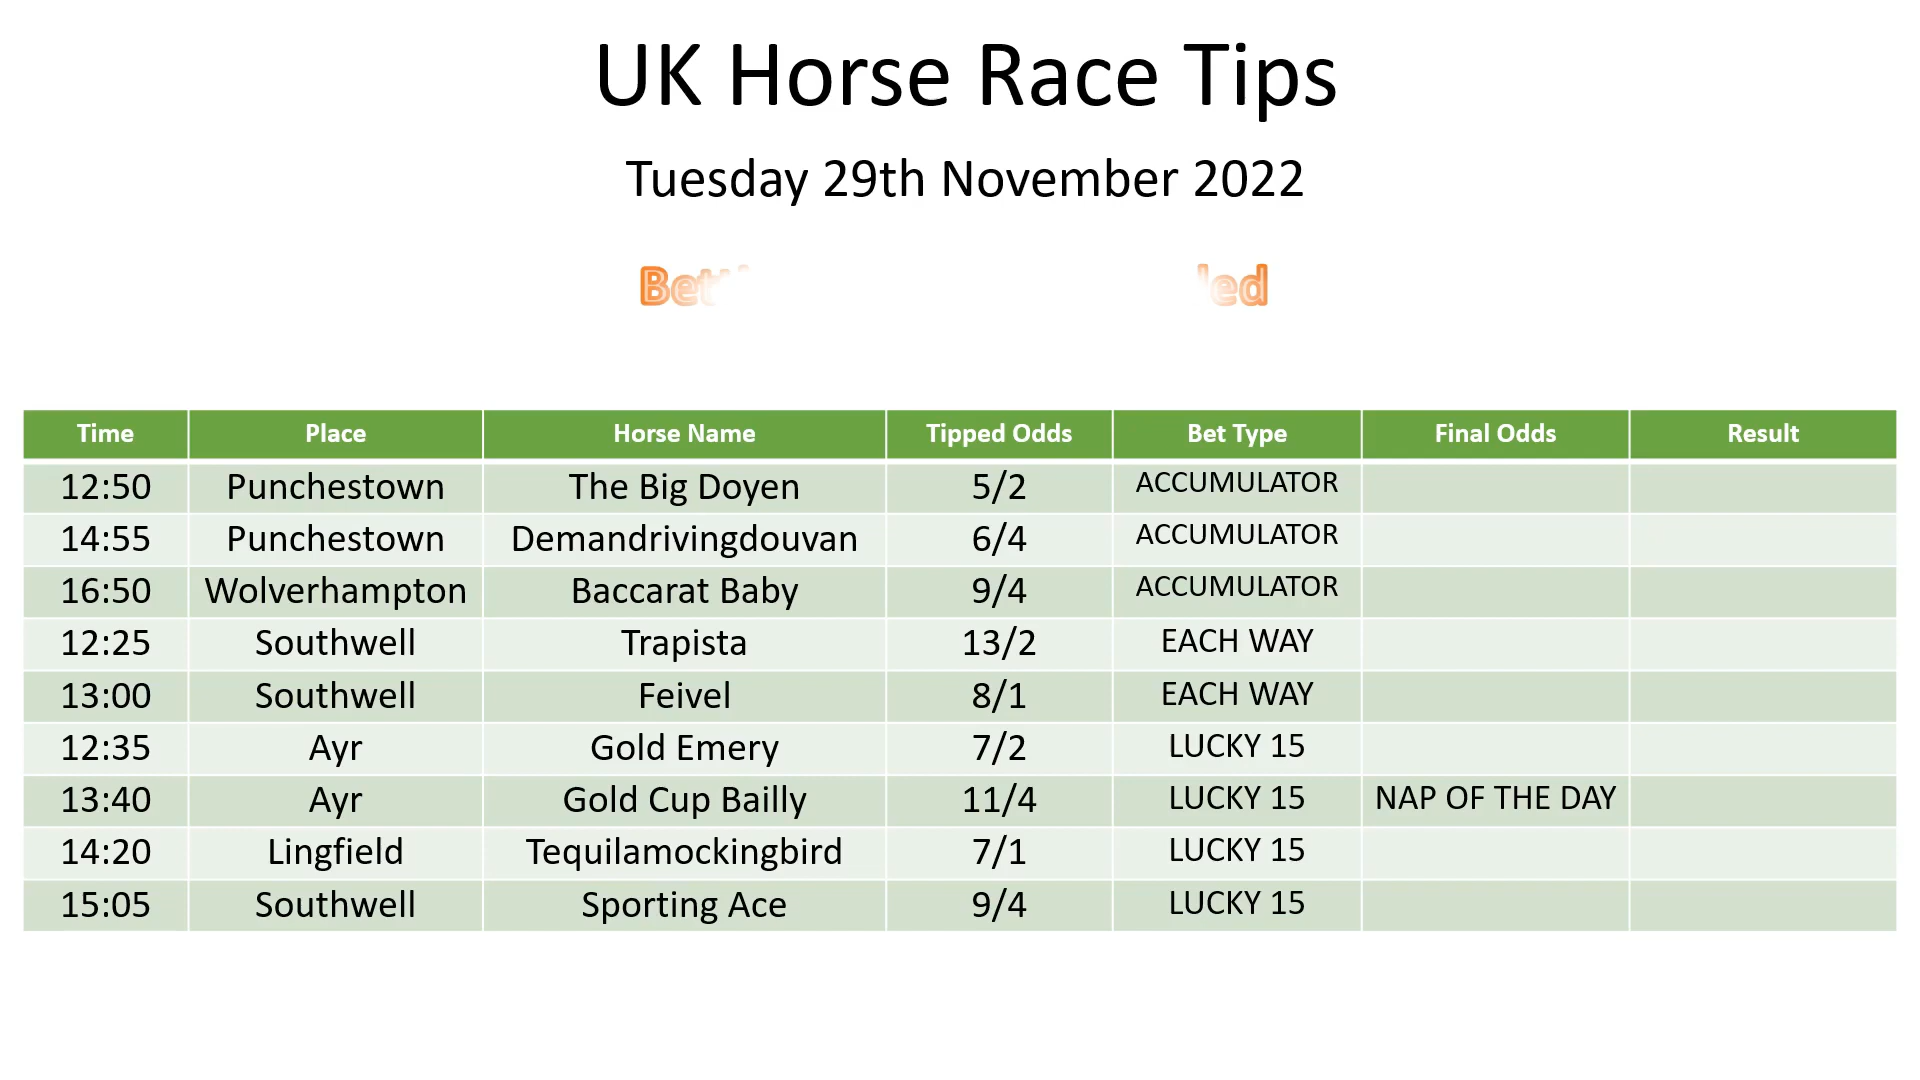 UK Horse Race Tips
Tuesday 29th November 2022
Time Place Horse Name Tipped Odds Bet Type Final Odds Result
12:50 Punchestown The Big Doyen 5/2 ACCUMULATOR
14:55 Punchestown Demandrivingdouvan 6/4 ACCUMULATOR
16:50 Wolverhampton Baccarat Baby 9/4 ACCUMULATOR
12:25 Southwell Trapista 13/2 EACH WAY
13:00 Southwell Feivel 8/1 EACH WAY
12:35 Ayr Gold Emery 7/2 LUCKY 15
13:40 Ayr Gold Cup Bailly 11/4 LUCKY 15 NAP OF THE DAY
14:20 Lingfield Tequilamockingbird 7/1 LUCKY 15
15:05 Southwell Sporting Ace 9/4 LUCKY 15